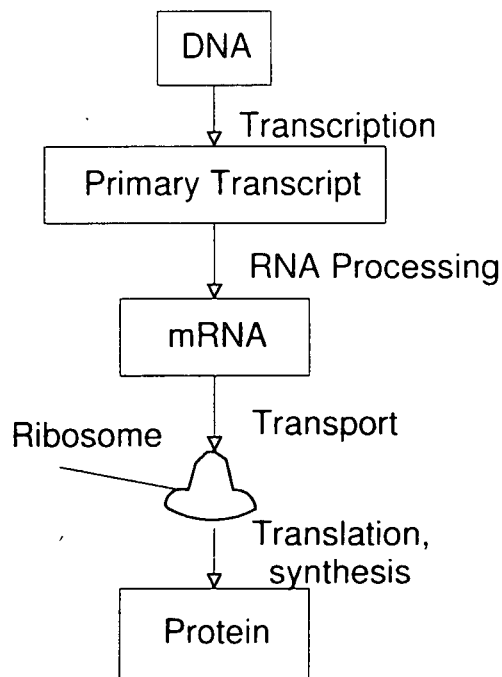 DNA
Transcription
Primary Transcript
RNA Processing
mRNA
Transport
Ribosome
Translation,
synthesis
Protein